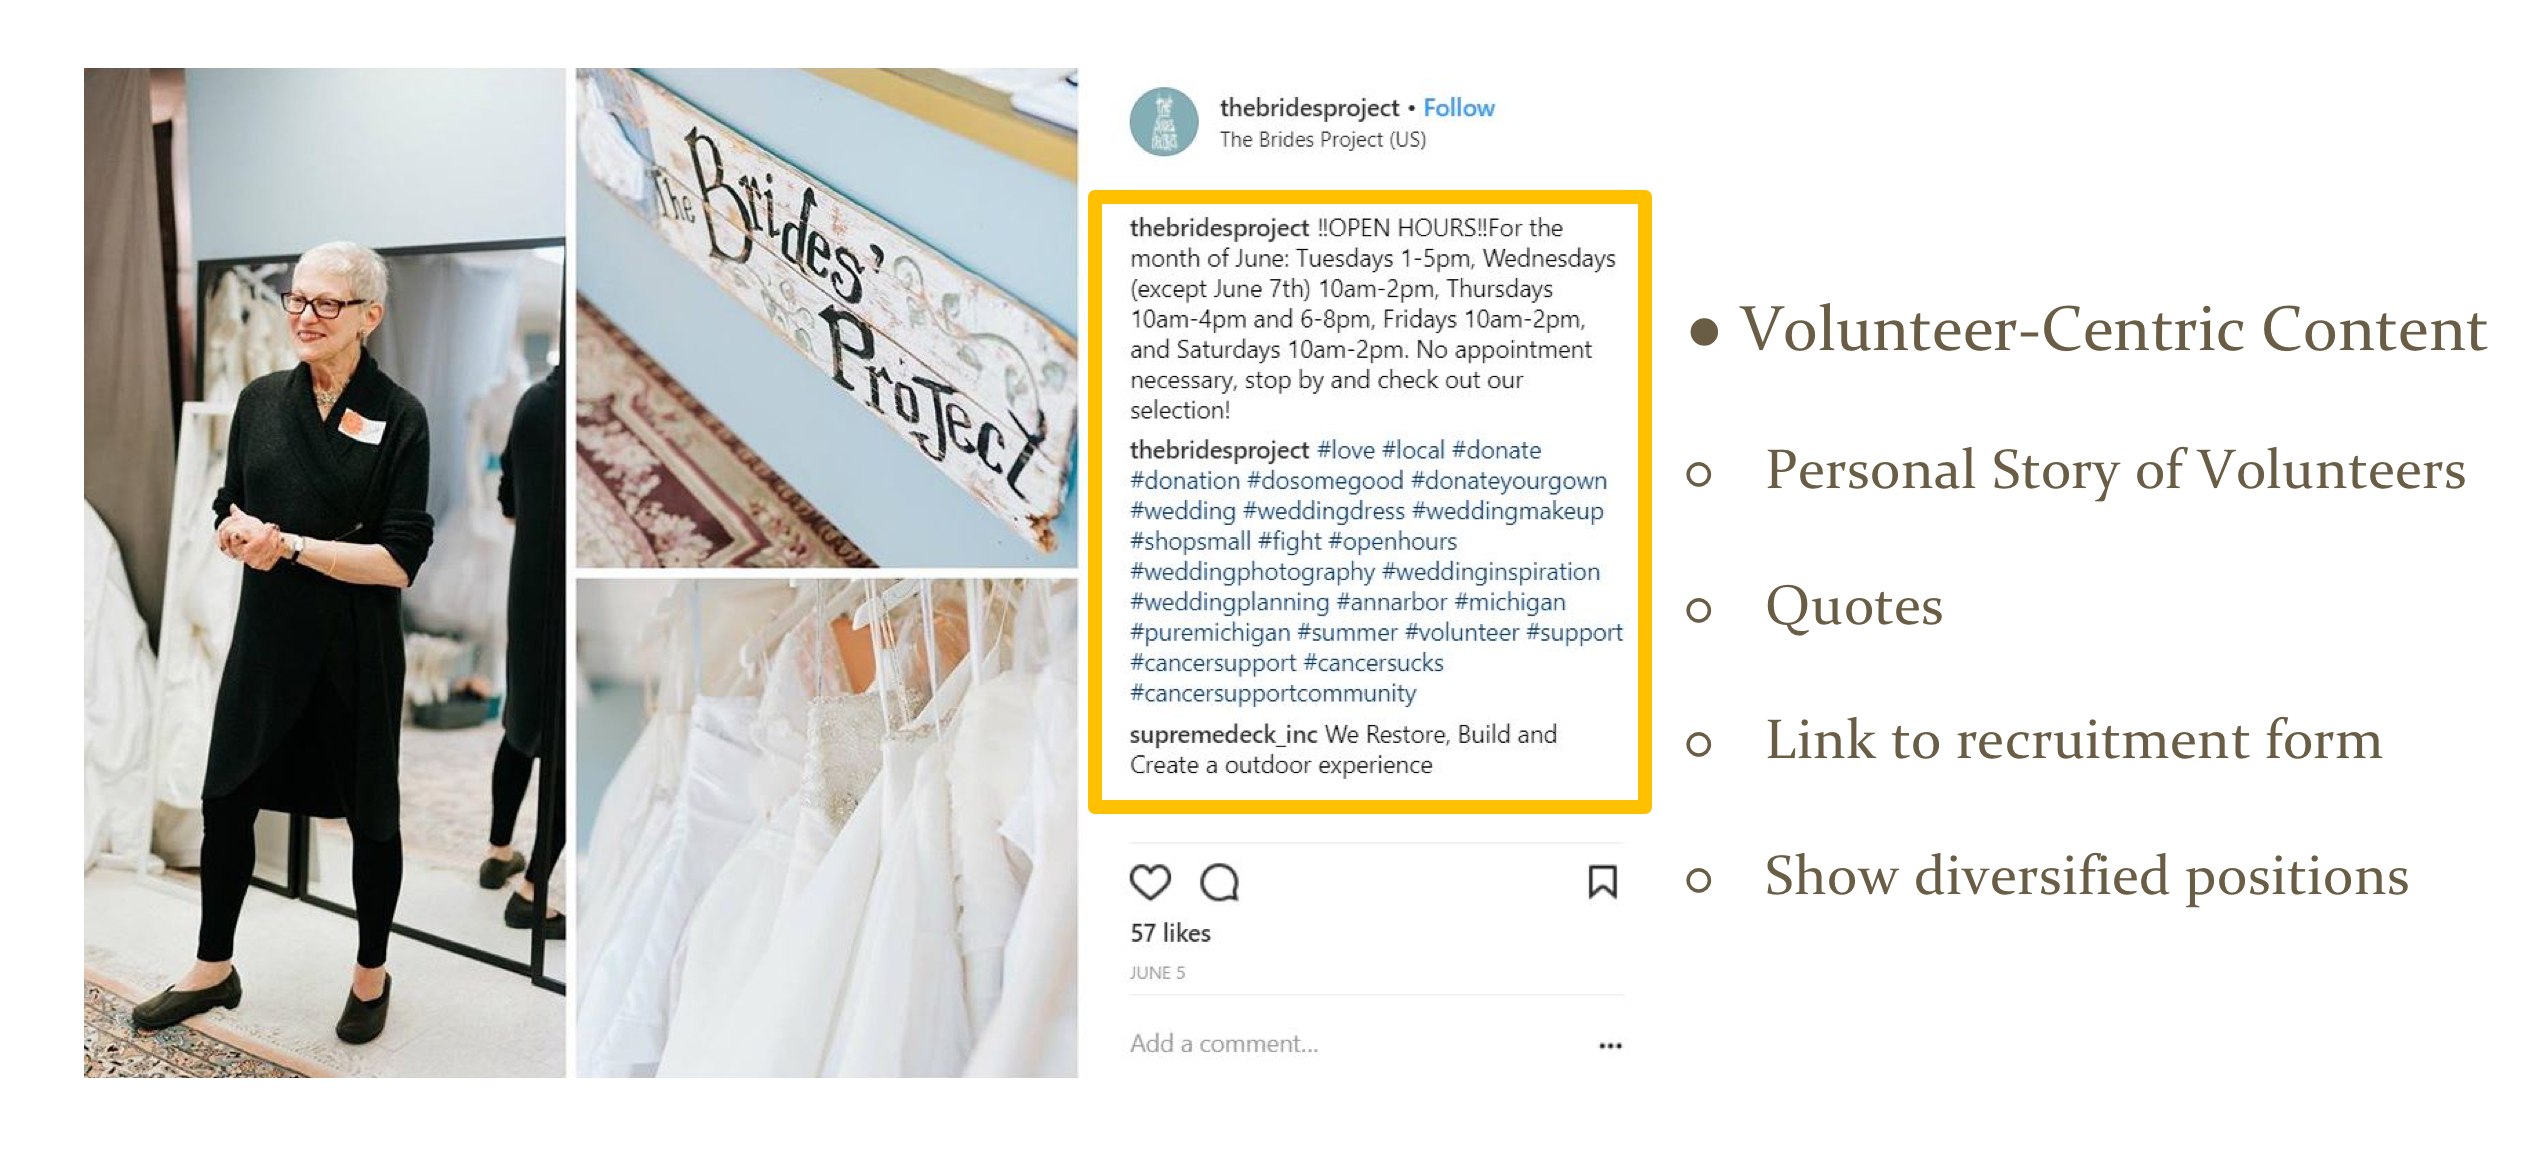 The Brides' Project
thebridesproject • Follow
The Brides Project (US)
thebridesproject !!OPEN HOURS!!For the
month of June: Tuesdays 1-5pm, Wednesdays
(except June 7th) 10am-2pm, Thursdays
10am-4pm and 6-8pm, Fridays 10am-2pm,
and Saturdays 10am-2pm. No appointment
necessary, stop by and check out our
selection!
thebridesproject #love #local #donate
#donation #dosomegood #donateyourgown
#wedding #weddingdress #weddingmakeup
#shopsmall #fight #openhours
#weddingphotography #weddinginspiration
#weddingplanning #annarbor #michigan
#puremichigan #summer #volunteer #support
#cancersupport #cancersucks
#cancersupportcommunity
supremedeck_inc We Restore, Build and
Create a outdoor experience
57 likes
JUNE 5
Add a comment...
● Volunteer-Centric Content
○ Personal Story of Volunteers
○ Quotes
○ Link to recruitment form
○ Show diversified positions